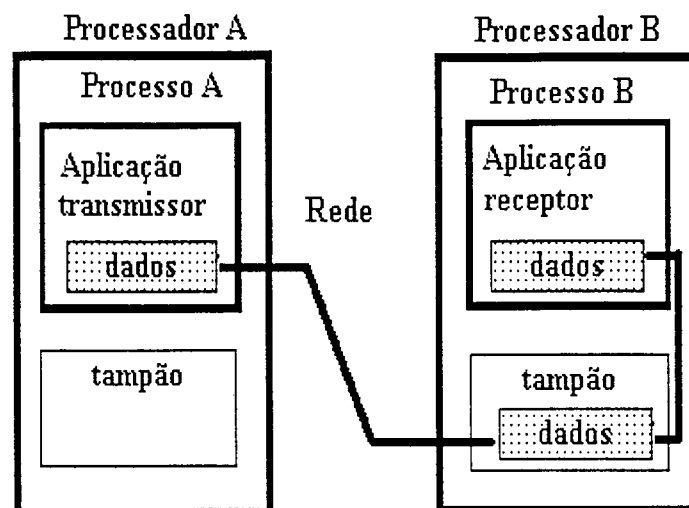 Processador A
Processo A
Aplicação
transmissor
dados
tampão
Rede
Processador B
Processo B
Aplicação
receptor
dados
tampão
dados